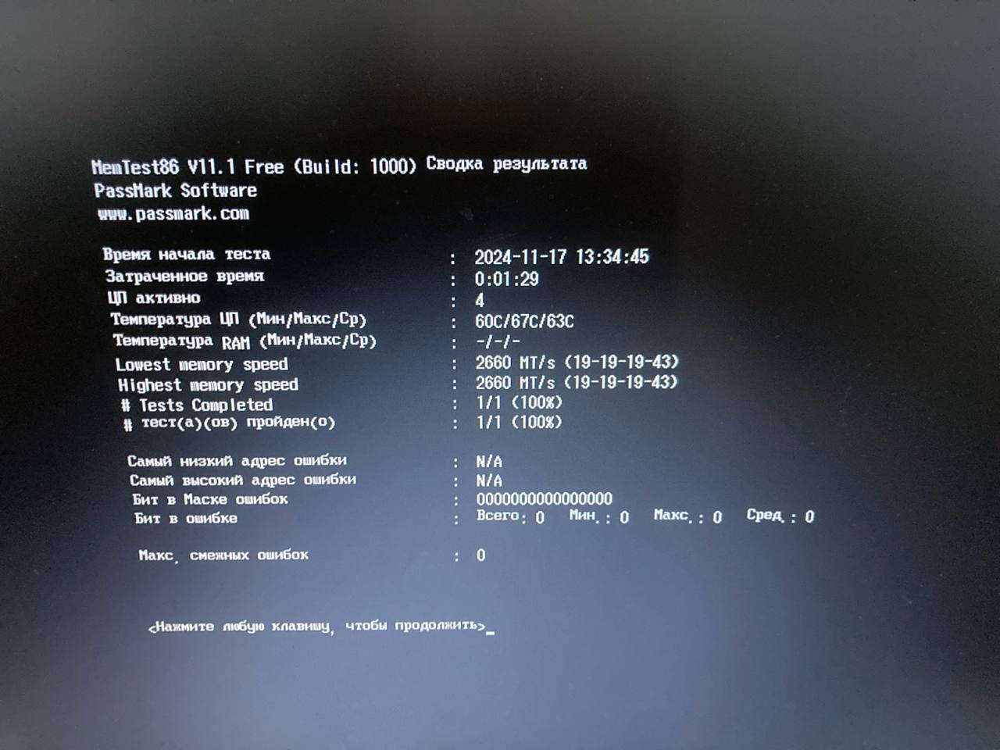 MemTest86 V11.1 Free (Build: 1000) Сводка результата
PassMark Software
www.passmark.com
Время начала теста : 2024-11-17 13:34:45
Затраченное время : 0:01:29
ЦП активно : 4
Температура ЦП (Мин/Макс/Ср) : 60C/67C/63C
Температура RAM (Мин/Макс/Ср) : -/-/-
Lowest memory speed : 2660 MT/s (19-19-19-43)
Highest memory speed : 2660 MT/s (19-19-19-43)
# Tests Completed : 1/1 (100%)
# тест(а)(ов) пройден(о) : 1/1 (100%)
Самый низкий адрес ошибки : N/A
Самый высокий адрес ошибки : N/A
Бит в Маске ошибок : 0000000000000000
Бит в ошибке : Всего: 0 Мин.: 0 Макс.: 0 Сред.: 0
Макс. смежных ошибок : 0
<Нажмите любую клавишу, чтобы продолжить>_